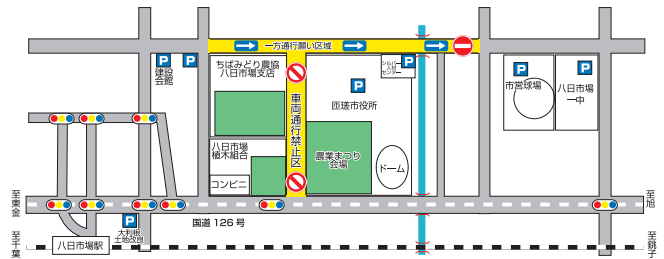 一方通行願い区域
P
P
建設
会館
ちばみどり農協
八日市場支店
シルバー
人材
センター
P
P
匝瑳市役所
P
市営球場
P
八日市場
一中
車両通行禁止区
八日市場
植木組合
コンビニ
農業まつり
会場
ドーム
至東金
至旭
国道126号
P
大利根
土地改良
八日市場駅
至千葉
至銚子